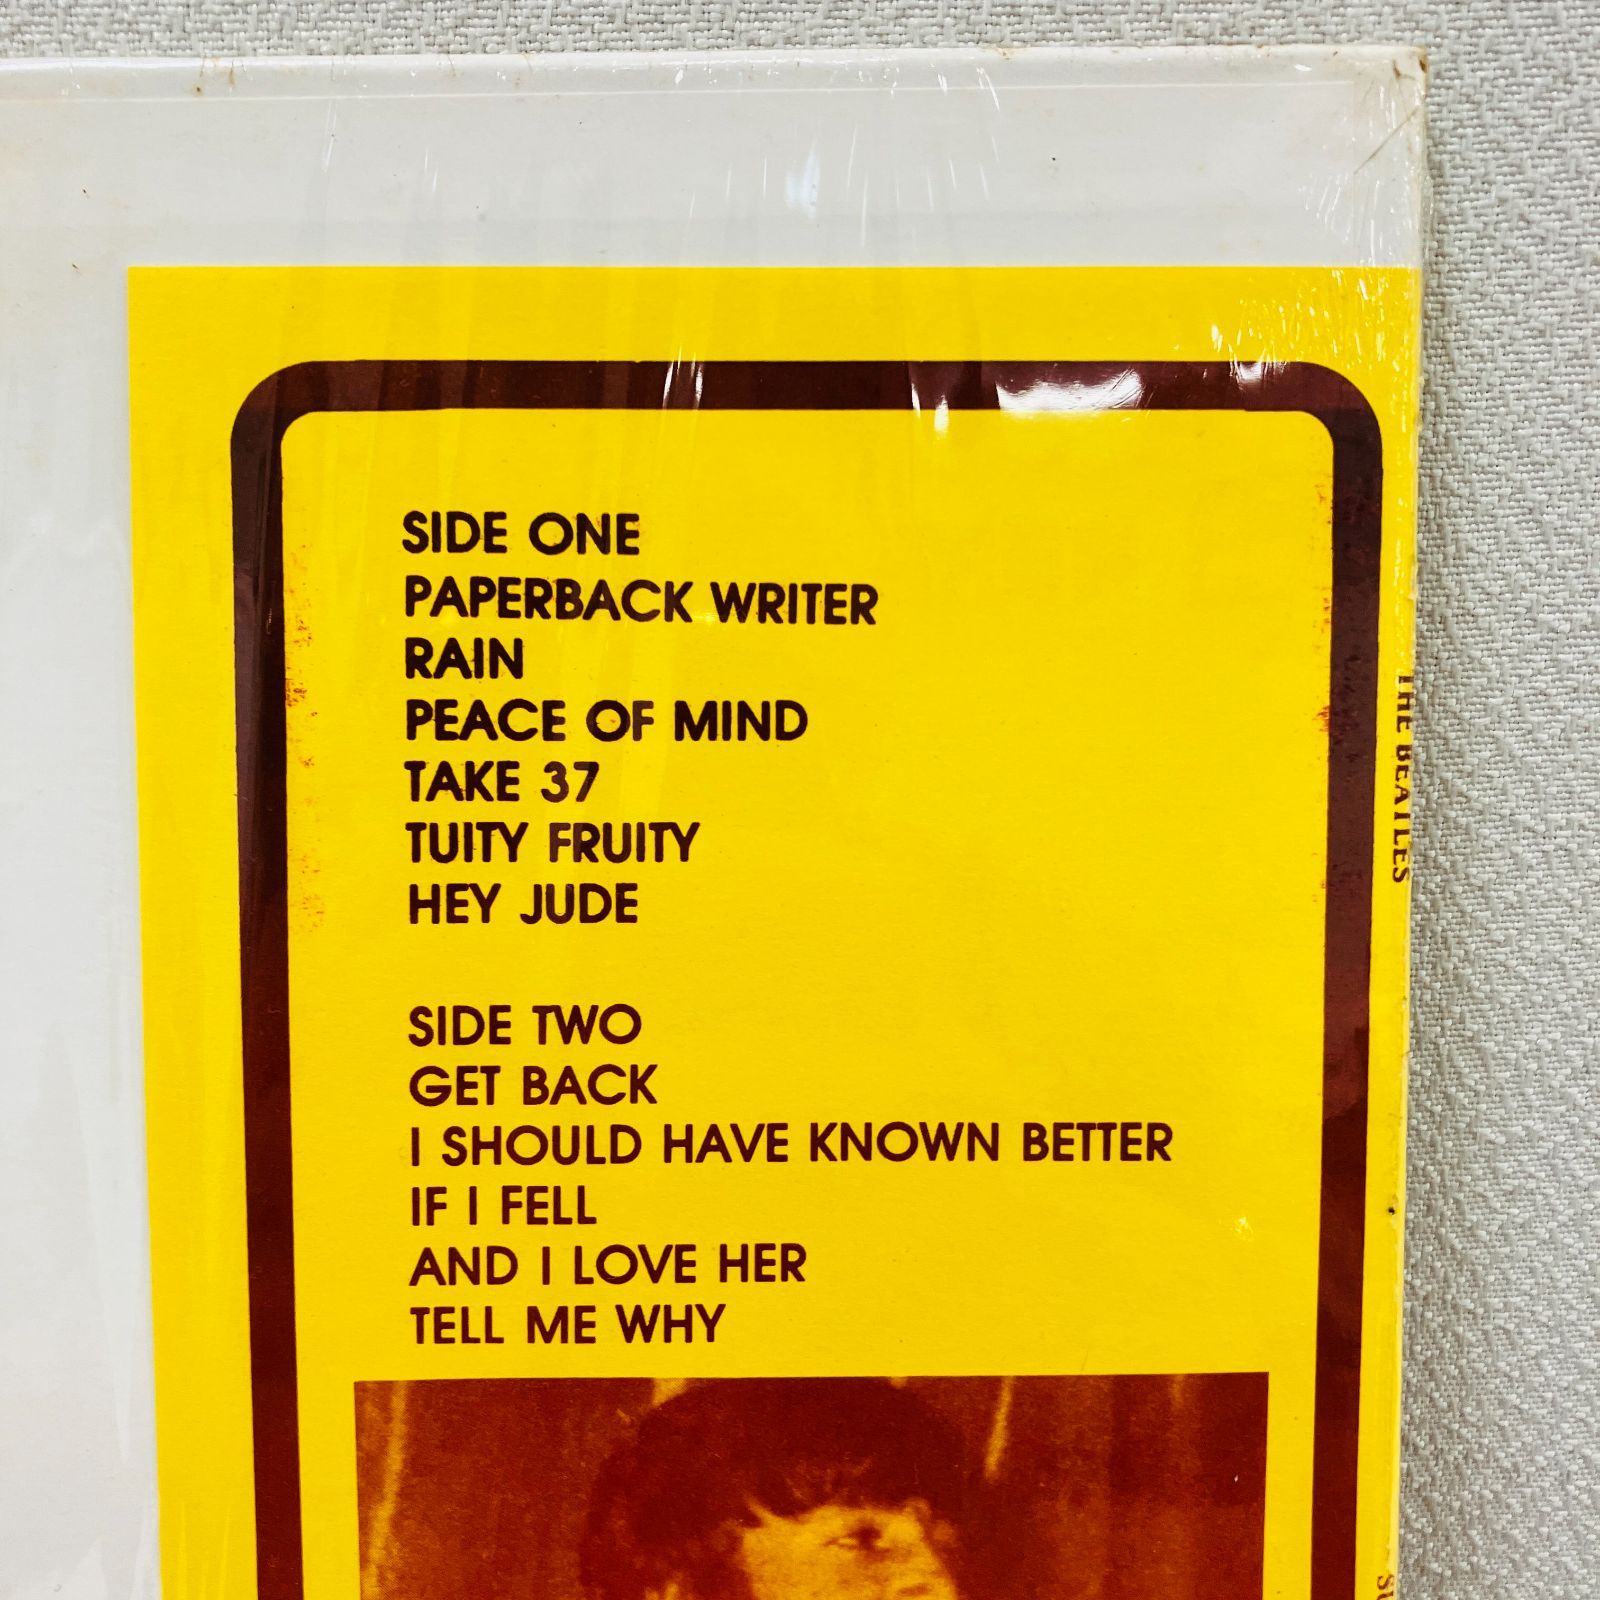 SIDE ONE
PAPERBACK WRITER
RAIN
PEACE OF MIND
TAKE 37
TUITY FRUITY
HEY JUDE
SIDE TWO
GET BACK
I SHOULD HAVE KNOWN BETTER
IF I FELL
AND I LOVE HER
TELL ME WHY
THE BEATLES